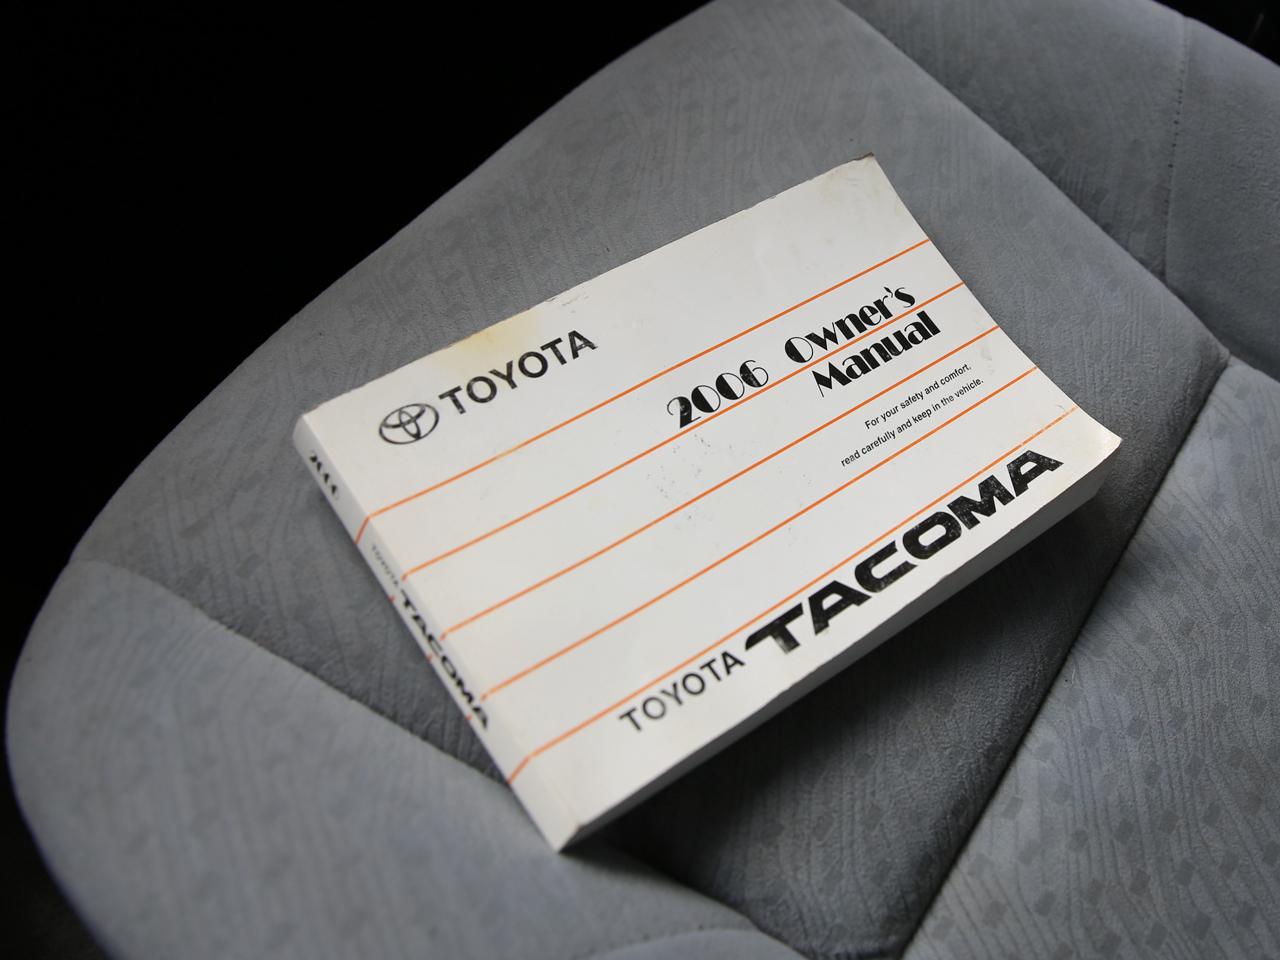 TOYOTA
2006 Owner's
Manual
For your safety and comfort,
read carefully and keep in the vehicle.
TOYOTA TACOMA
TOYOTA TACOMA